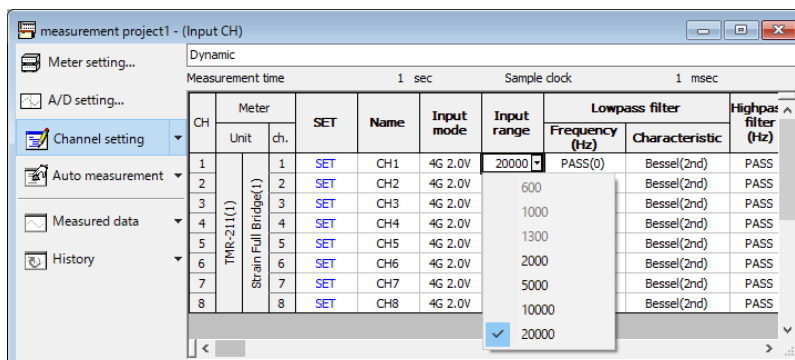 measurement project1 - (Input CH)
Meter setting...
A/D setting...
Channel setting
Auto measurement
Measured data
History
Dynamic
Measurement time 1 sec Sample clock 1 msec
CH Meter SET Name Input mode Input range Lowpass filter Highpas filter (Hz)
Unit ch. Frequency (Hz) Characteristic
TMR-211(1)
Strain Full Bridge(1)
1 1 SET CH1 4G 2.0V 20000 PASS(0) Bessel(2nd) PASS
2 2 SET CH2 4G 2.0V Bessel(2nd) PASS
3 3 SET CH3 4G 2.0V Bessel(2nd) PASS
4 4 SET CH4 4G 2.0V Bessel(2nd) PASS
5 5 SET CH5 4G 2.0V Bessel(2nd) PASS
6 6 SET CH6 4G 2.0V Bessel(2nd) PASS
7 7 SET CH7 4G 2.0V Bessel(2nd) PASS
8 8 SET CH8 4G 2.0V Bessel(2nd) PASS
600
1000
1300
2000
5000
10000
20000